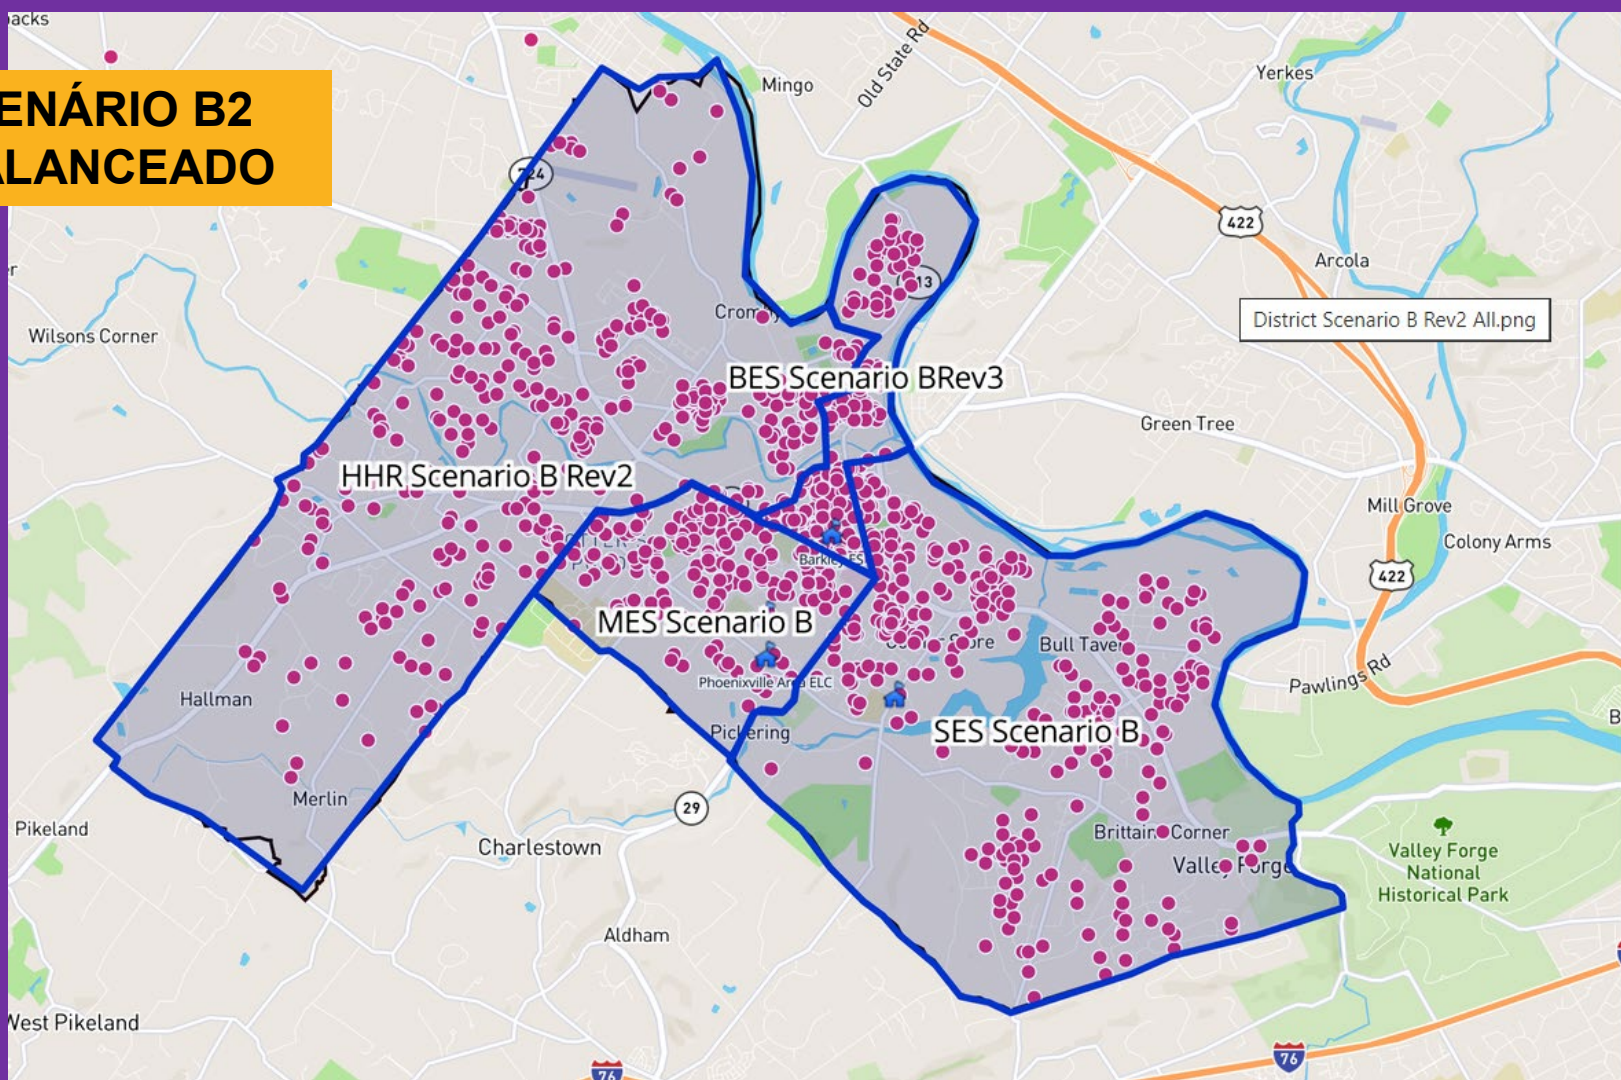 ENÁRIO B2
ALANCEADO
acks
Mingo
Old State Rd
Yerkes
422
Arcola
Wilsons Corner
District Scenario B Rev2 All.png
BES Scenario BRev3
Green Tree
HHR Scenario B Rev2
Mill Grove
Colony Arms
422
MES Scenario B
Bull Taver
Phoenixville Area ELC
Pawlings Rd
Hallman
Pickering
SES Scenario B
Merlin
29
Pikeland
Charlestown
Brittain Corner
Valley Forge
Valley Forge
National
Historical Park
Aldham
West Pikeland
76
76